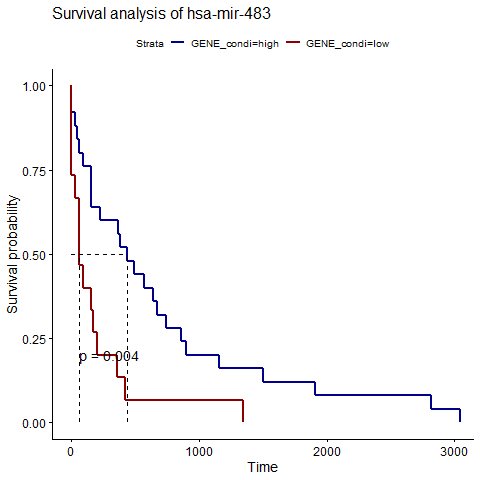 Survival analysis of hsa-mir-483
Strata GENE_condi=high GENE_condi=low
1.00
0.75
0.50
0.25
0.00
Survival probability
p = 0.004
0 1000 2000 3000
Time